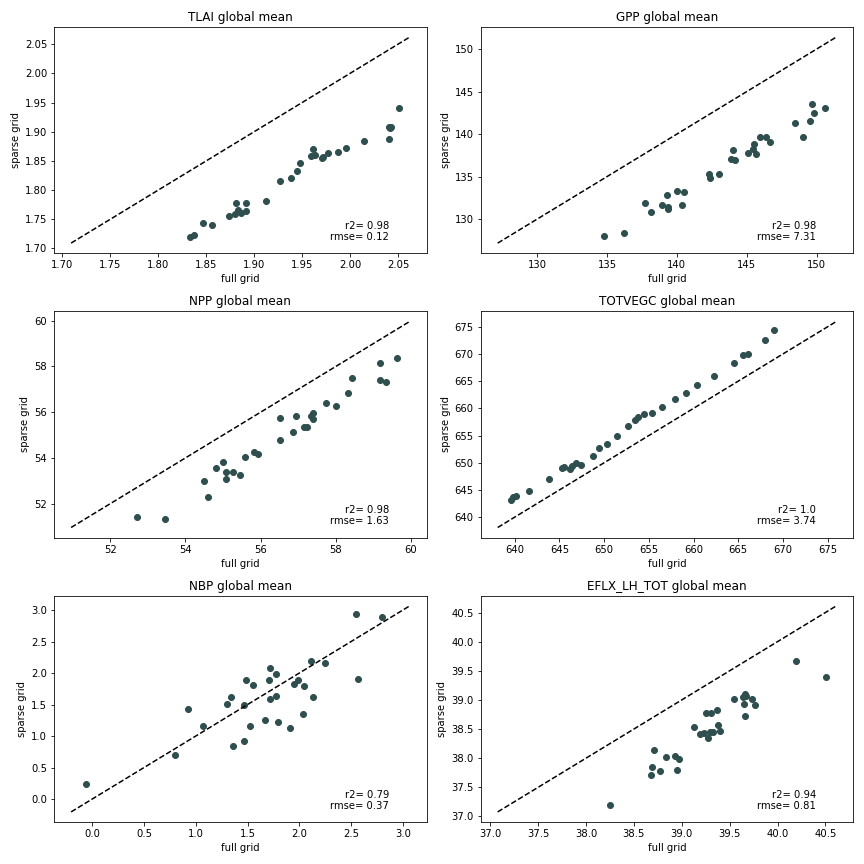 TLAI global mean
2.05
2.00
1.95
1.90
1.85
1.80
1.75
1.70
sparse grid
r2= 0.98
rmse= 0.12
1.70 1.75 1.80 1.85 1.90 1.95 2.00 2.05
full grid
GPP global mean
150
145
140
135
130
sparse grid
r2= 0.98
rmse= 7.31
130 135 140 145 150
full grid
NPP global mean
60
58
56
54
52
sparse grid
r2= 0.98
rmse= 1.63
52 54 56 58 60
full grid
TOTVEGC global mean
675
670
665
660
655
650
645
640
sparse grid
r2= 1.0
rmse= 3.74
640 645 650 655 660 665 670 675
full grid
NBP global mean
3.0
2.5
2.0
1.5
1.0
0.5
0.0
sparse grid
r2= 0.79
rmse= 0.37
0.0 0.5 1.0 1.5 2.0 2.5 3.0
full grid
EFLX_LH_TOT global mean
40.5
40.0
39.5
39.0
38.5
38.0
37.5
37.0
sparse grid
r2= 0.94
rmse= 0.81
37.0 37.5 38.0 38.5 39.0 39.5 40.0 40.5
full grid